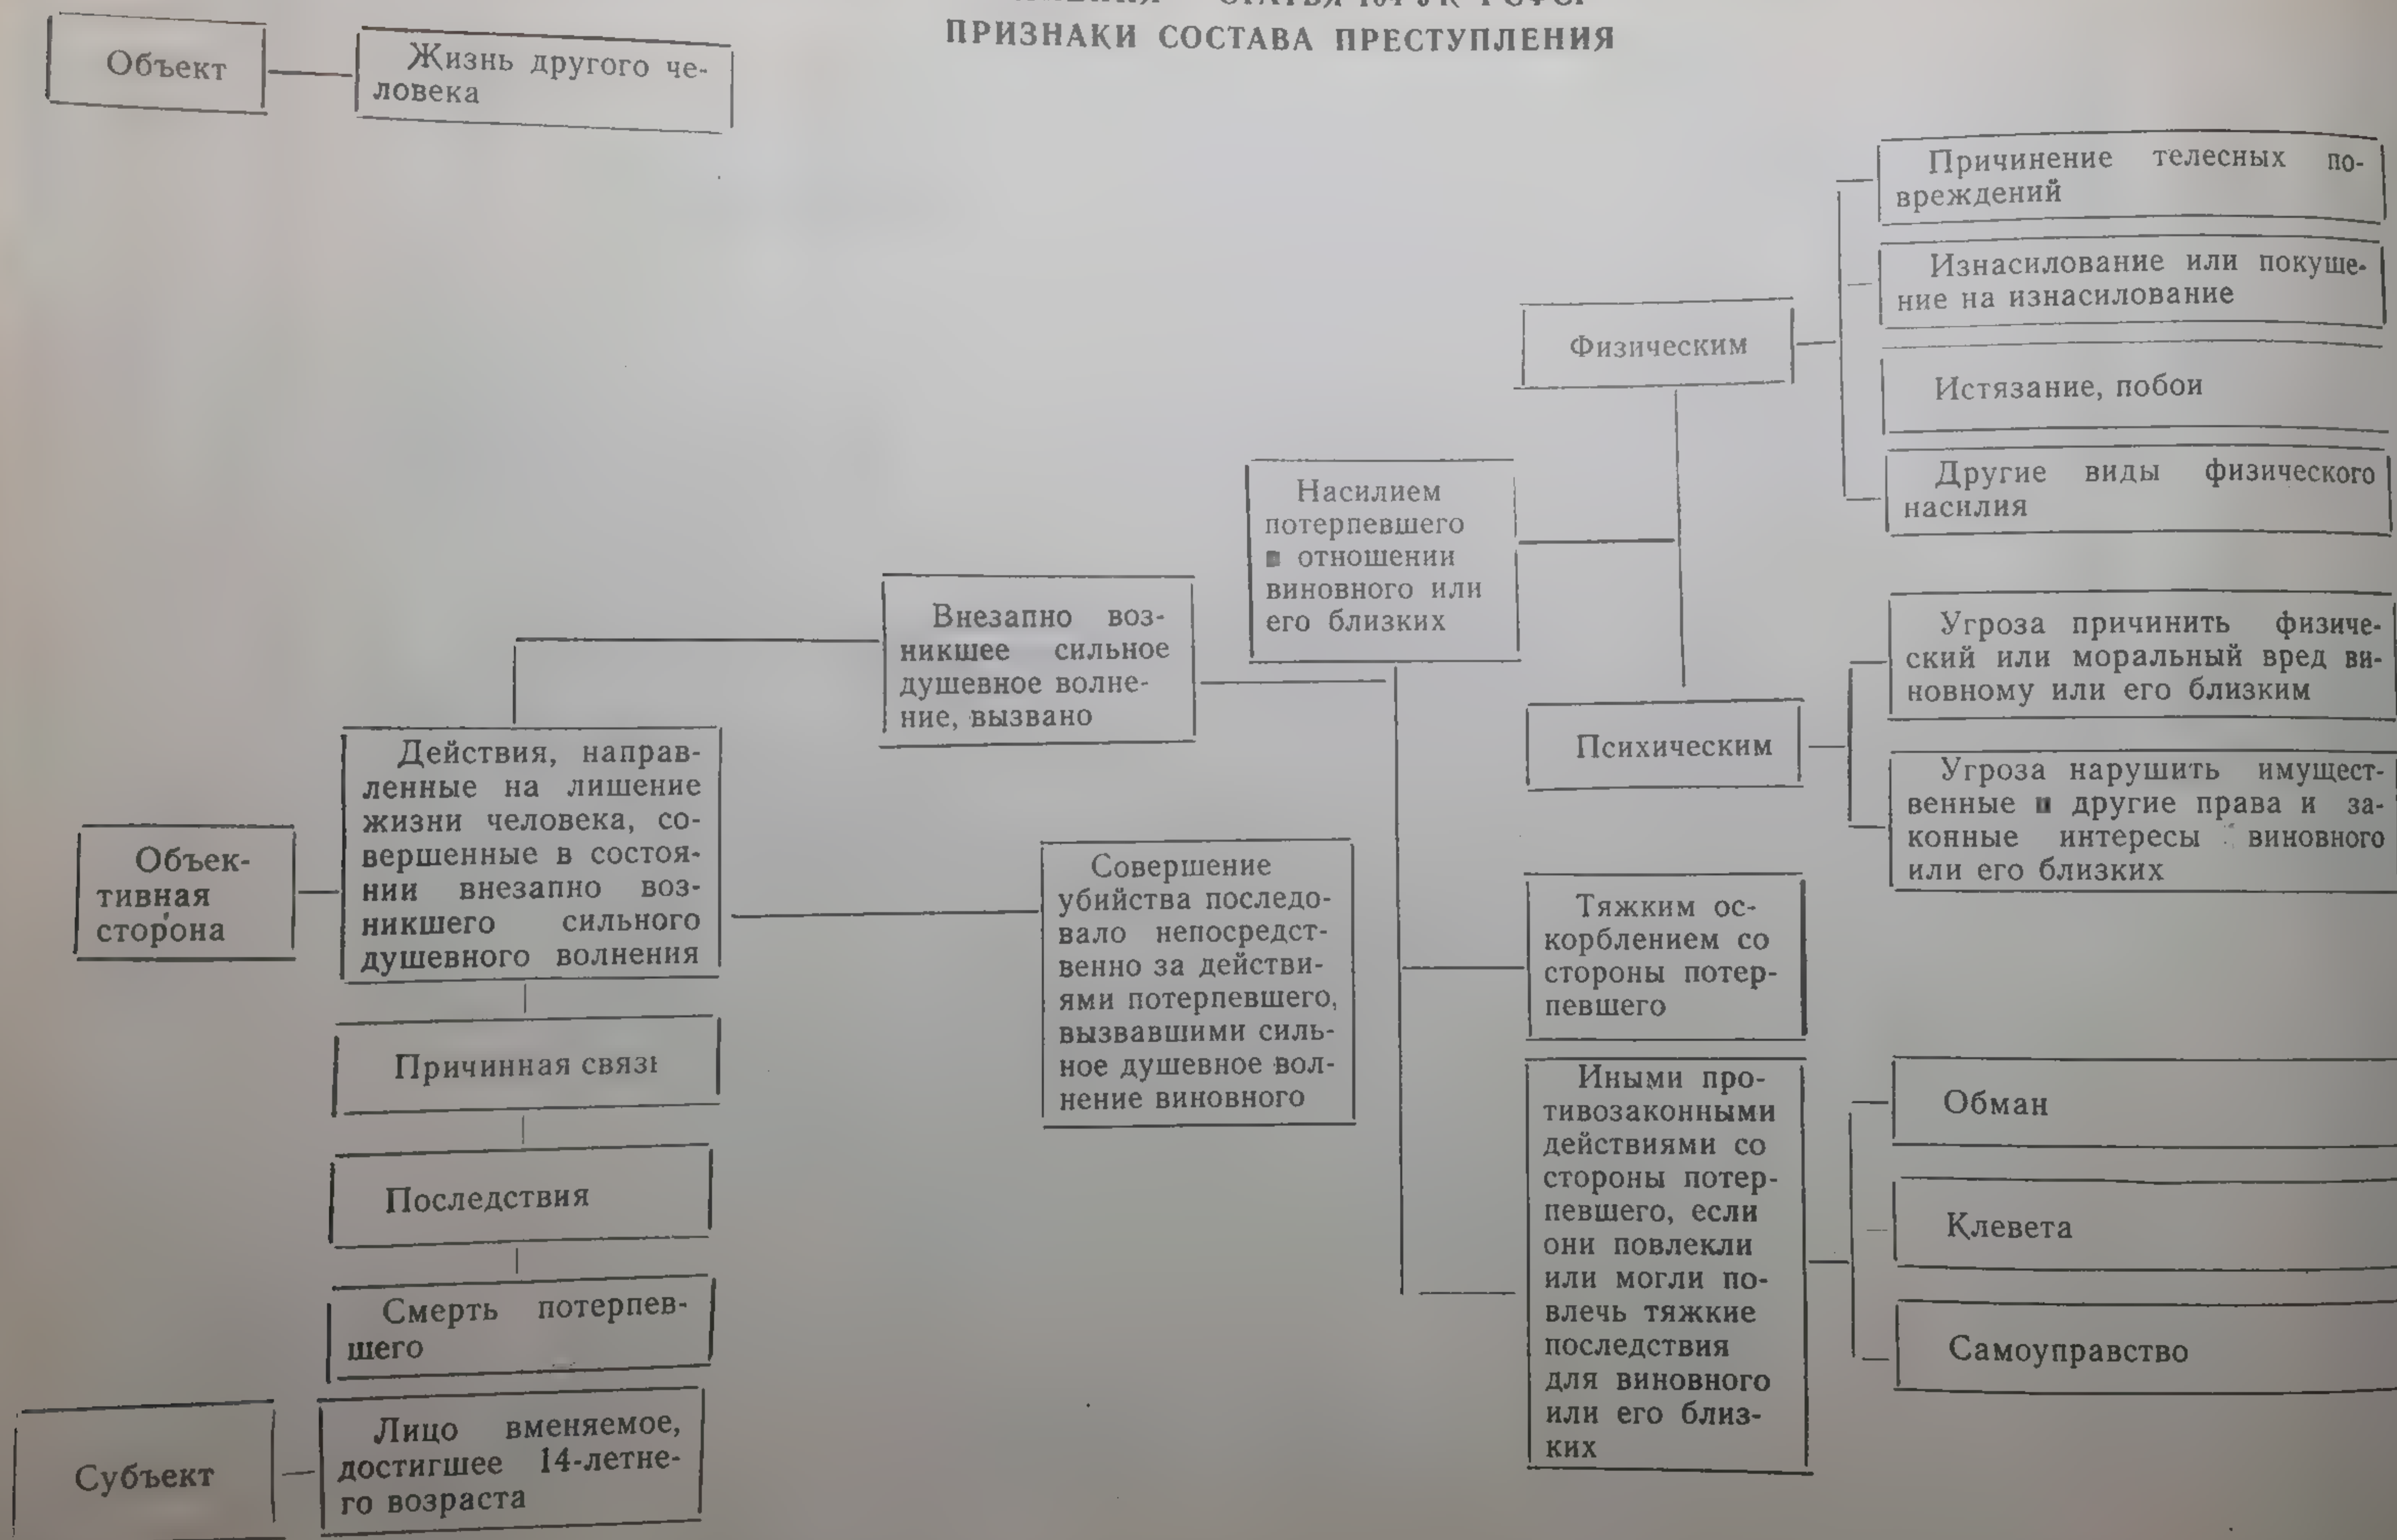 СТАТЬЯ 104 УК РСФСР
ПРИЗНАКИ СОСТАВА ПРЕСТУПЛЕНИЯ
Объект
Жизнь другого че-
ловека
Причинение телесных по-
вреждений
Изнасилование или покуше-
ние на изнасилование
Физическим
Истязание, побои
Другие виды физического
насилия
Насилием
потерпевшего
отношении
виновного или
его близких
Внезапно воз-
никшее сильное
душевное волне-
ние, вызвано
Угроза причинить физиче-
ский или моральный вред ви-
новному или его близким
Психическим
Угроза нарушить имущест-
венные другие права и за-
конные интересы виновного
или его близких
Объек-
тивная
сторона
Действия, направ-
ленные на лишение
жизни человека, со-
вершенные в состоя-
нии внезапно воз-
никшего сильного
душевного волнения
Совершение
убийства последо-
вало непосредст-
венно за действи-
ями потерпевшего,
вызвавшими силь-
ное душевное вол-
нение виновного
Тяжким ос-
корблением со
стороны потер-
певшего
Причинная связь
Последствия
Смерть потерпев-
шего
Иными про-
тивозаконными
действиями со
стороны потер-
певшего, если
они повлекли
или могли по-
влечь тяжкие
последствия
для виновного
или его близ-
ких
Обман
Клевета
Самоуправство
Субъект
Лицо вменяемое,
достигшее 14-летне-
го возраста